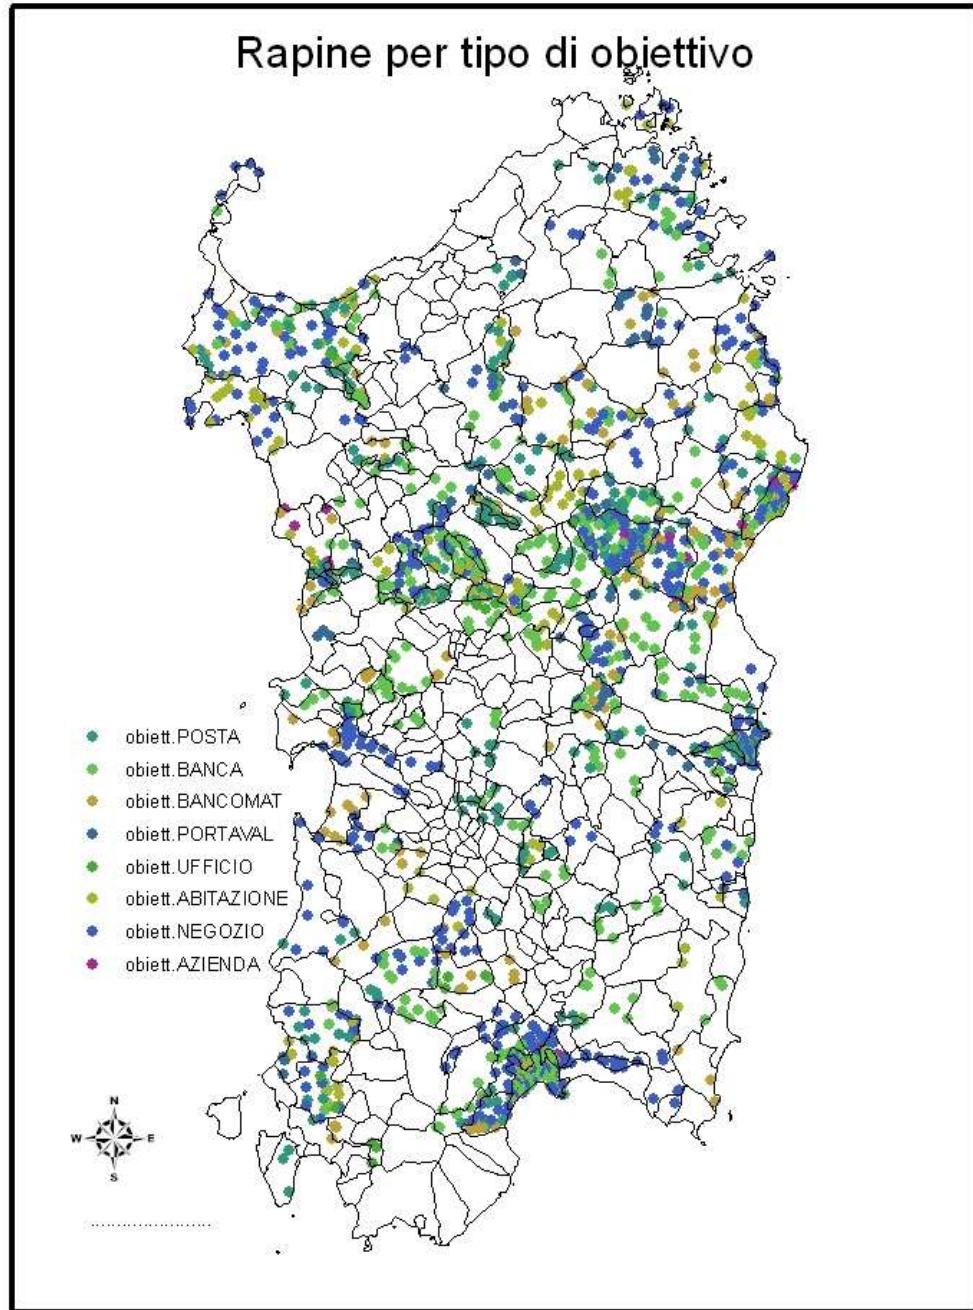 Rapine per tipo di obiettivo
obiett.POSTA
obiett.BANCA
obiett.BANCOMAT
obiett.PORTAVAL
obiett.UFFICIO
obiett.ABITAZIONE
obiett.NEGOZIO
obiett.AZIENDA
N
W E
S